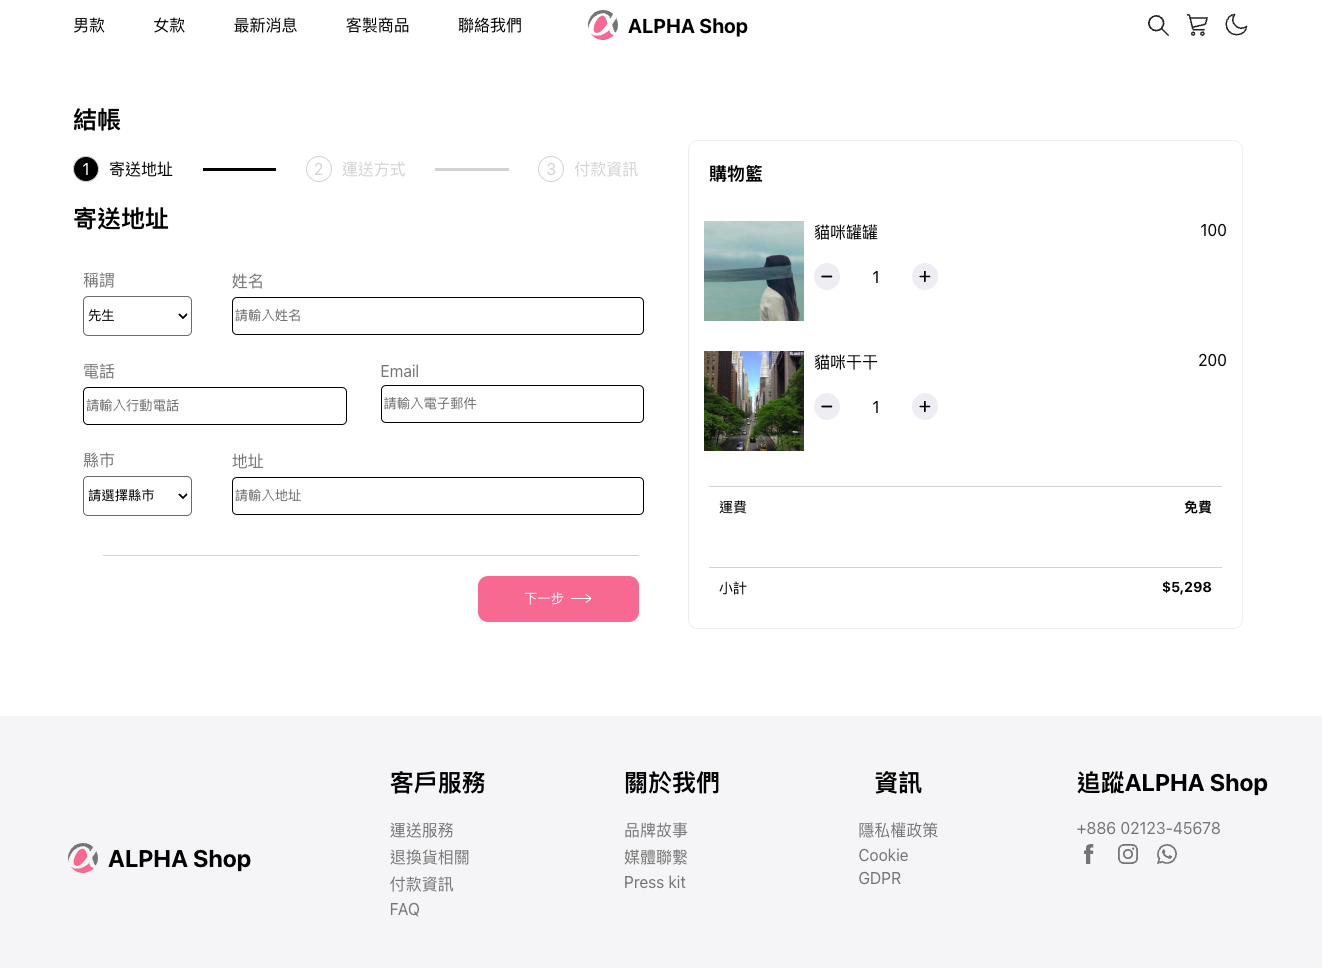 男款 女款 最新消息 客製商品 聯絡我們 ALPHA Shop
結帳
1 寄送地址 2 運送方式 3 付款資訊
寄送地址
稱謂 姓名
先生 請輸入姓名
電話 Email
請輸入行動電話 請輸入電子郵件
縣市 地址
請選擇縣市 請輸入地址
下一步
購物籃
貓咪罐罐 100
1
貓咪干干 200
1
運費 免費
小計 $5,298
ALPHA Shop
客戶服務
運送服務
退換貨相關
付款資訊
FAQ
關於我們
品牌故事
媒體聯繫
Press kit
資訊
隱私權政策
Cookie
GDPR
追蹤ALPHA Shop
+886 02123-45678